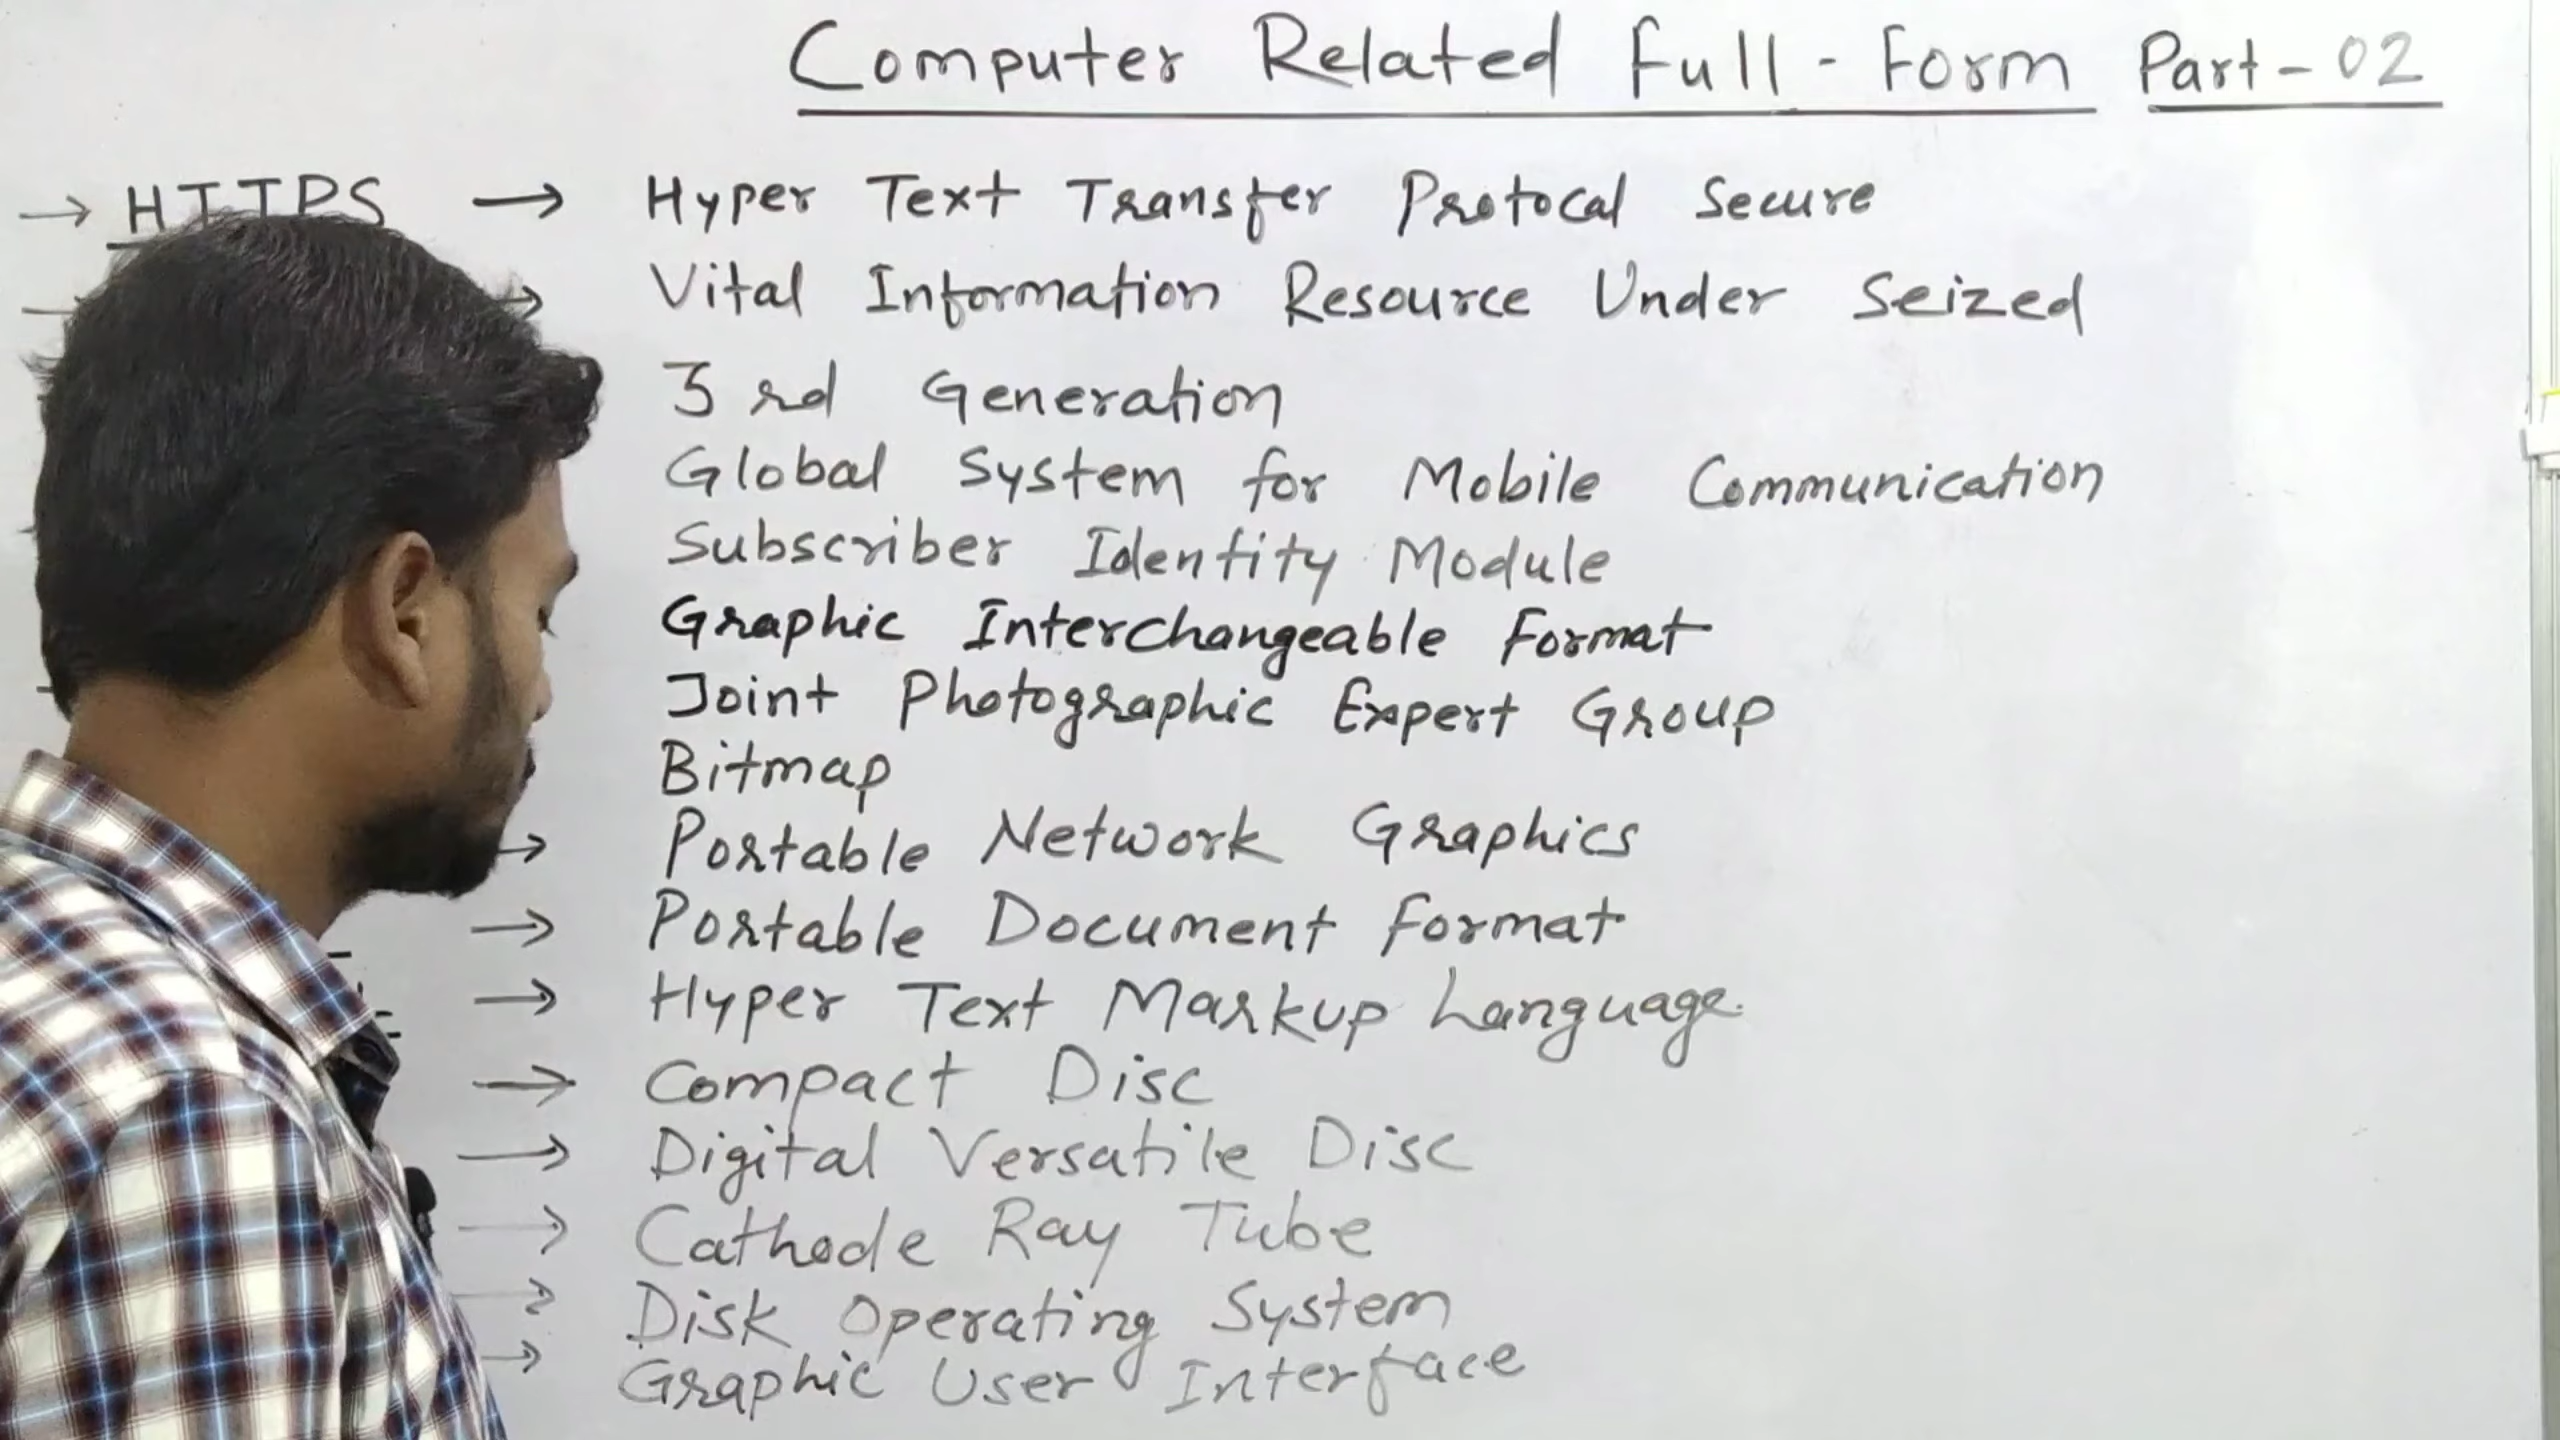 Computer Related Full - Form Part - 02
→ HTTPS → Hyper Text Transfer Protocal Secure
→ Vital Information Resource Under Seized
3 rd Generation
Global System for Mobile Communication
Subscriber Identity Module
Graphic Interchangeable Format
Joint Photographic Expert Group
Bitmap
→ Portable Network Graphics
→ Portable Document Format
→ Hyper Text Markup Language.
→ Compact Disc
→ Digital Versatile Disc
→ Cathode Ray Tube
→ Disk Operating System
→ Graphic User Interface